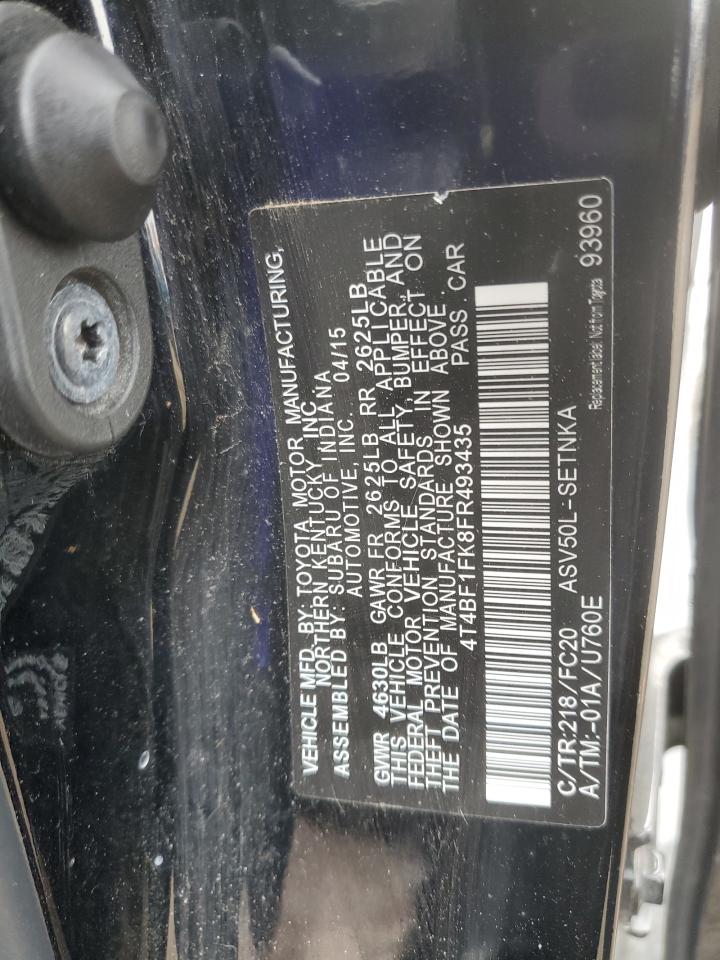 VEHICLE MFD. BY: TOYOTA MOTOR MANUFACTURING,
NORTHERN KENTUCKY, INC.
ASSEMBLED BY: SUBARU OF INDIANA
AUTOMOTIVE, INC. 04/15
GVWR 4630LB GAWR FR 2625LB RR 2625LB
THIS VEHICLE CONFORMS TO ALL APPLICABLE
FEDERAL MOTOR VEHICLE SAFETY, BUMPER, AND
THEFT PREVENTION STANDARDS IN EFFECT ON
THE DATE OF MANUFACTURE SHOWN ABOVE.
4T4BF1FK8FR493435 PASS. CAR
C/TR:218/FC20 ASV50L-SETNKA
A/TM:-01A/U760E Replacement label Not from Toyota 93960